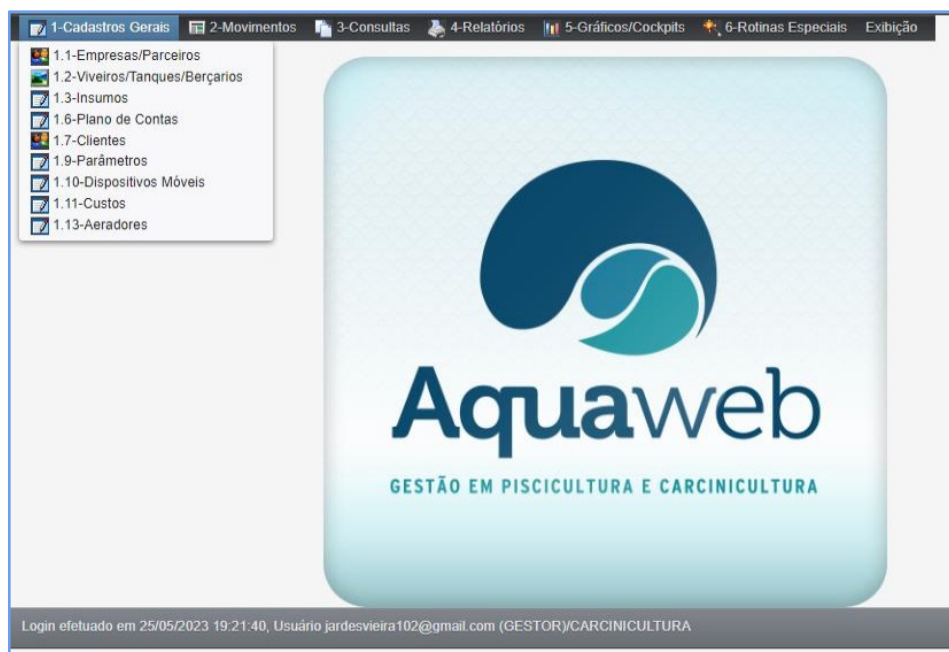 1-Cadastros Gerais 2-Movimentos 3-Consultas 4-Relatórios 5-Gráficos/Cockpits 6-Rotinas Especiais Exibição
1.1-Empresas/Parceiros
1.2-Viveiros/Tanques/Berçarios
1.3-Insumos
1.6-Plano de Contas
1.7-Clientes
1.9-Parâmetros
1.10-Dispositivos Móveis
1.11-Custos
1.13-Aeradores
Aquaweb
GESTÃO EM PISCICULTURA E CARCINICULTURA
Login efetuado em 25/05/2023 19:21:40, Usuário jardesvieira102@gmail.com (GESTOR)/CARCINICULTURA